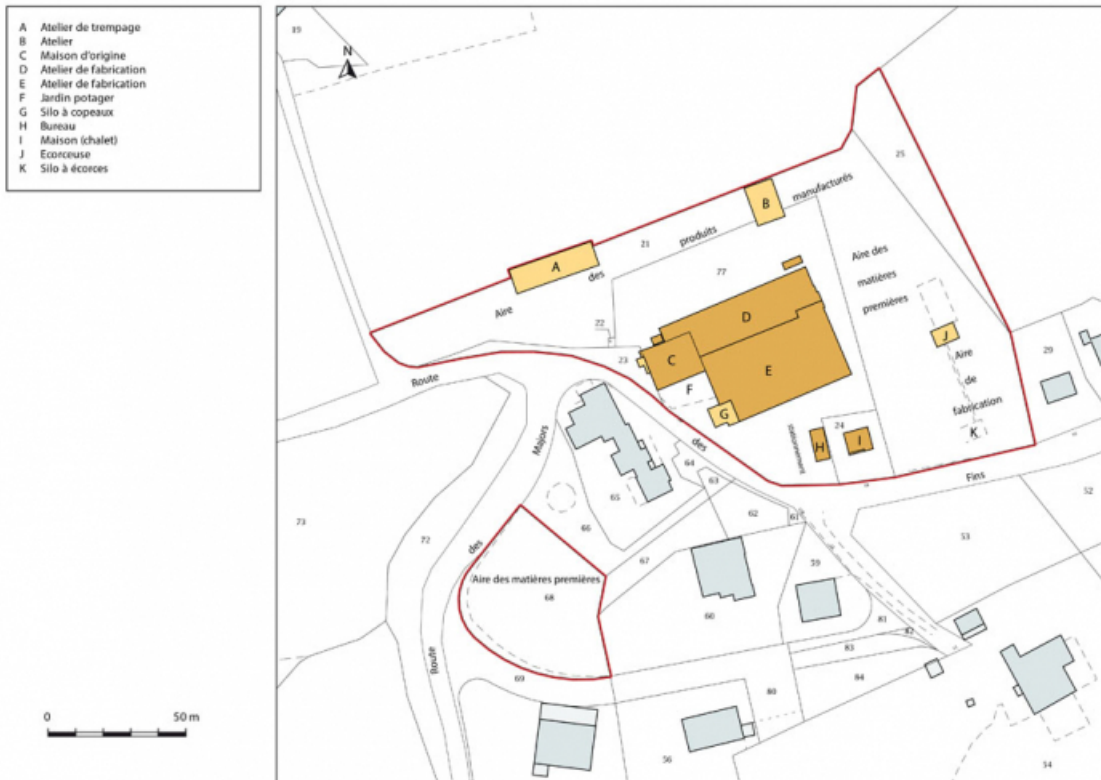 A Atelier de trempage
B Atelier
C Maison d'origine
D Atelier de fabrication
E Atelier de fabrication
F Jardin potager
G Silo à copeaux
H Bureau
I Maison (chalet)
J Ecorceuse
K Silo à écorces
N
89
25
manufacturés
B
21
produits
Aire des
matières
premières
A
des
77
Aire
22
D
J
23
C
E
Aire
29
Route
F
de
fabrication
G
24
K
stationnement
H
I
Majors
des
64
Fins
63
65
52
62
61
66
73
72
53
des
67
59
Aire des matières premières
68
60
81
82
83
Route
69
84
80
0 50 m
56
54